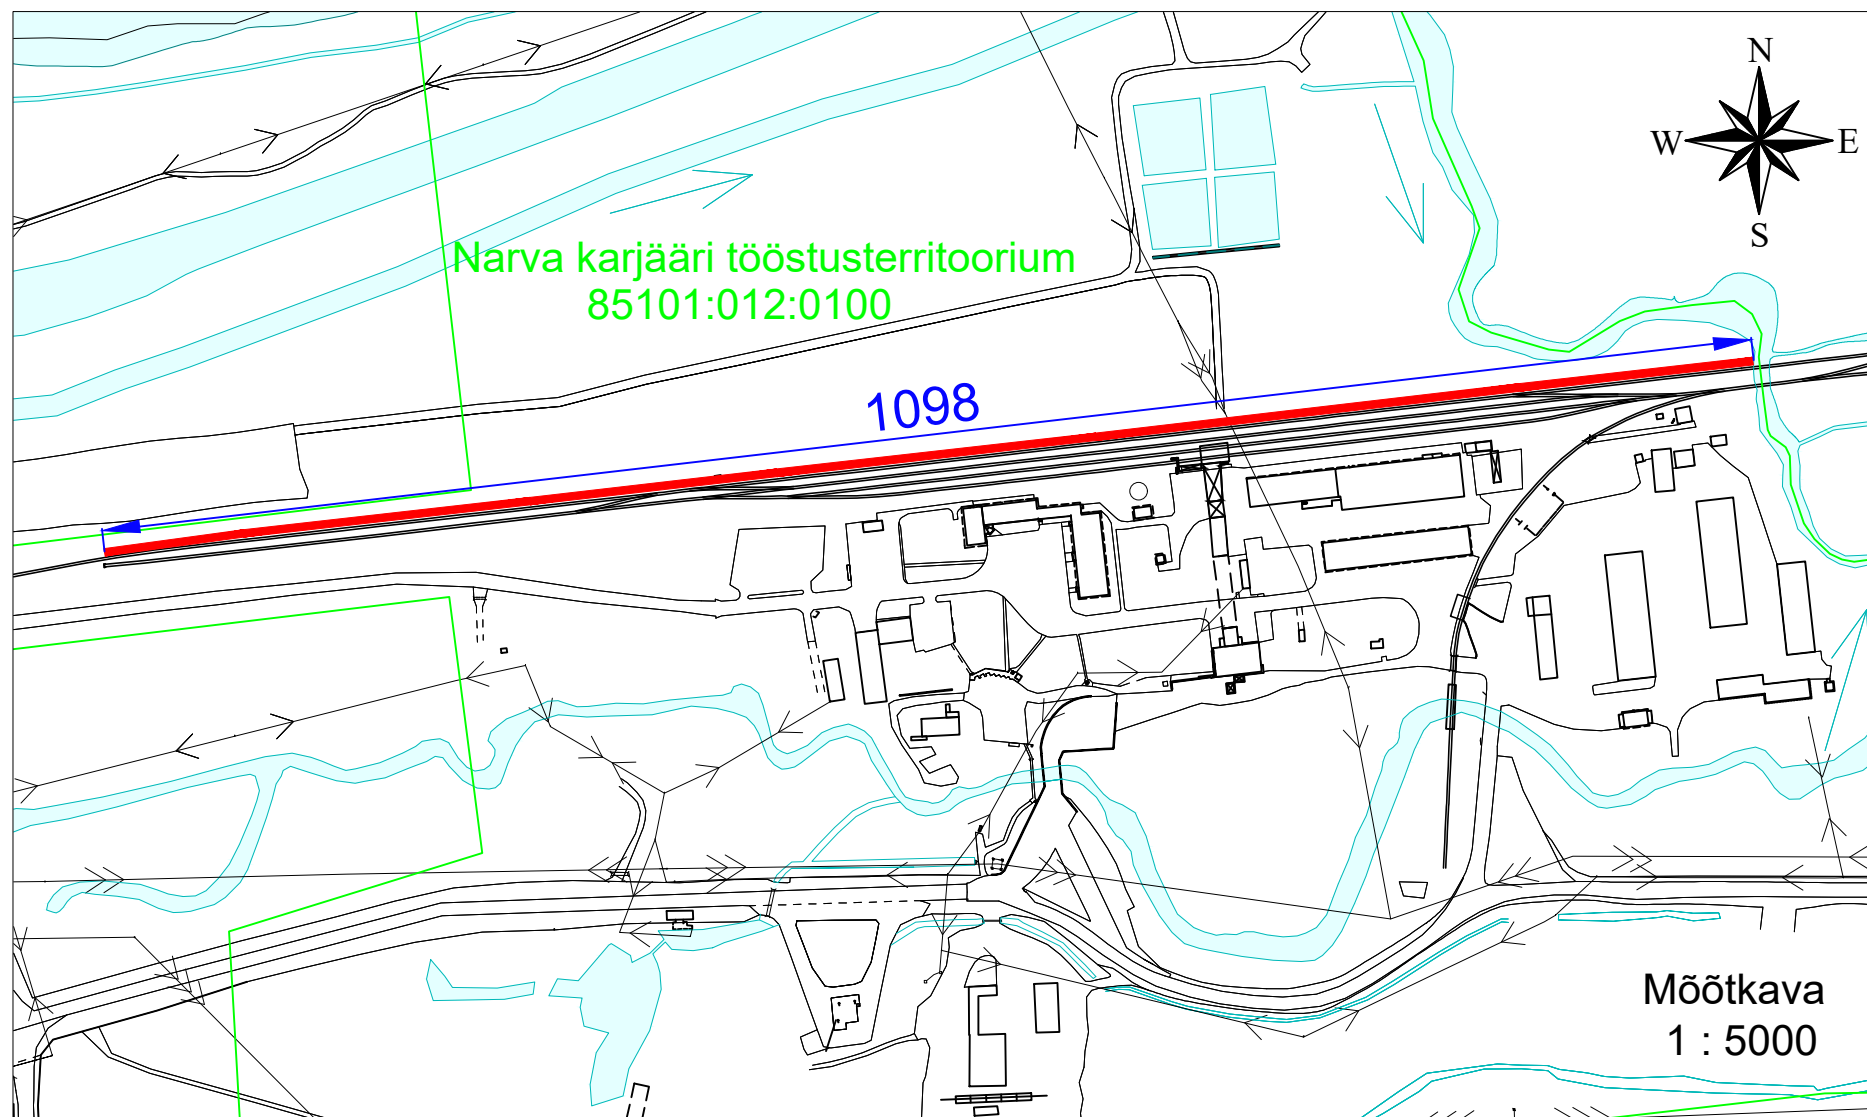 N
W E
S
Narva karjääri tööstusterritoorium
85101:012:0100
1098
Mõõtkava
1 : 5000